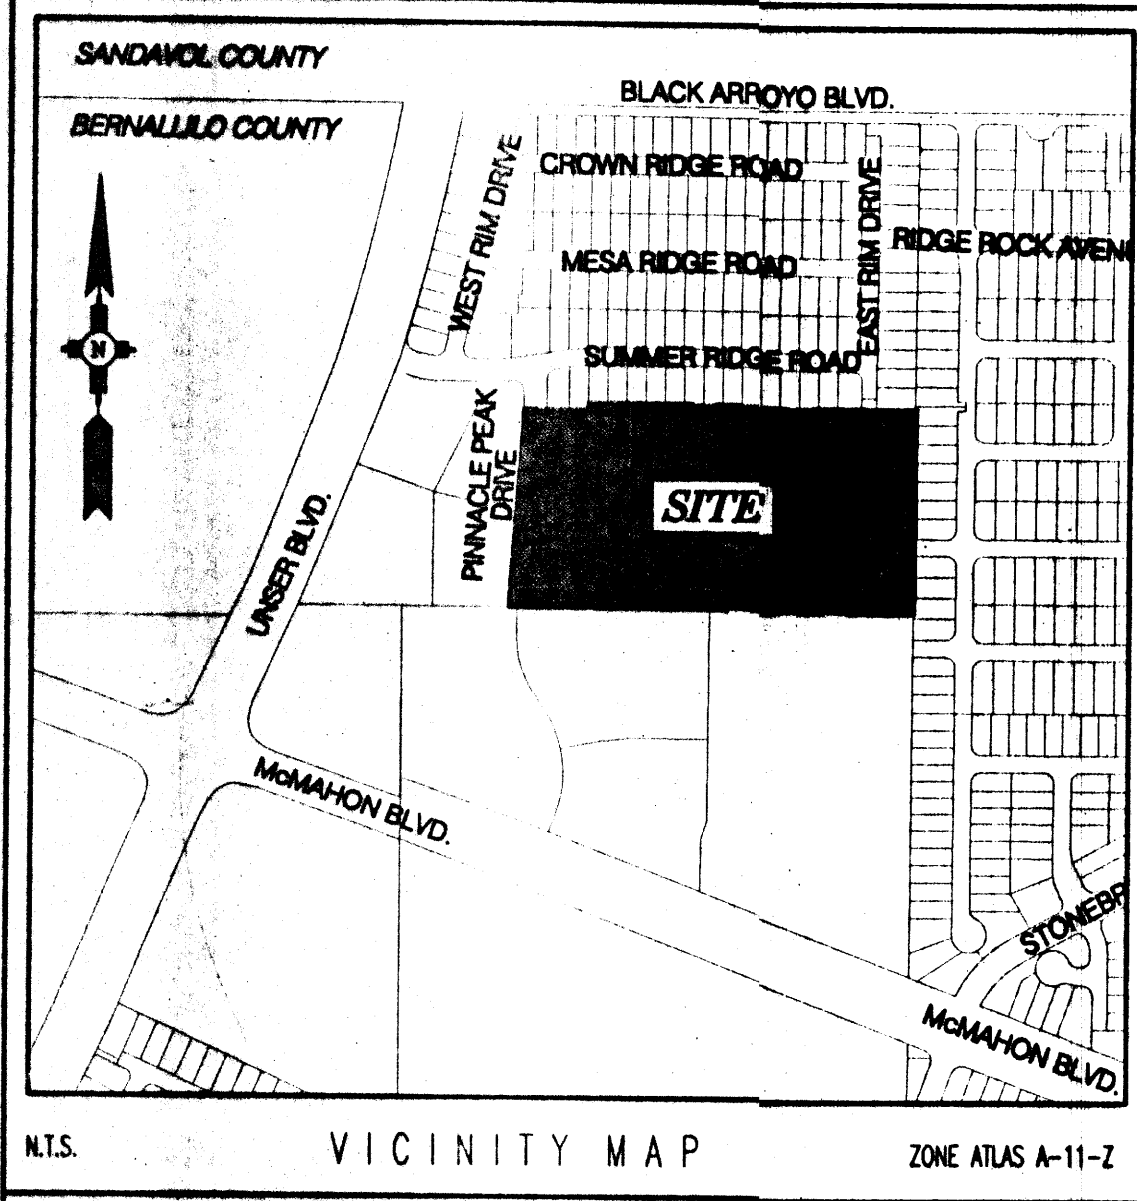 SANDAVOL COUNTY
BLACK ARROYO BLVD.
BERNALLILO COUNTY
CROWN RIDGE ROAD
WEST RIM DRIVE
EAST RIM DRIVE
RIDGE ROCK AVENU
MESA RIDGE ROAD
SUMMER RIDGE ROAD
N
PINNACLE PEAK
DRIVE
SITE
UNSER BLVD.
McMAHON BLVD.
STONEBR
McMAHON BLVD.
N.T.S.
VICINITY MAP
ZONE ATLAS A-11-Z